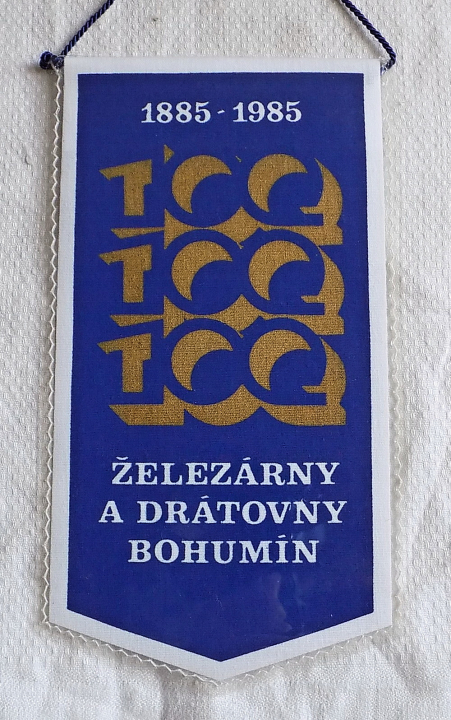 1885 - 1985
100
100
100
ŽELEZÁRNY
A DRÁTOVNY
BOHUMÍN